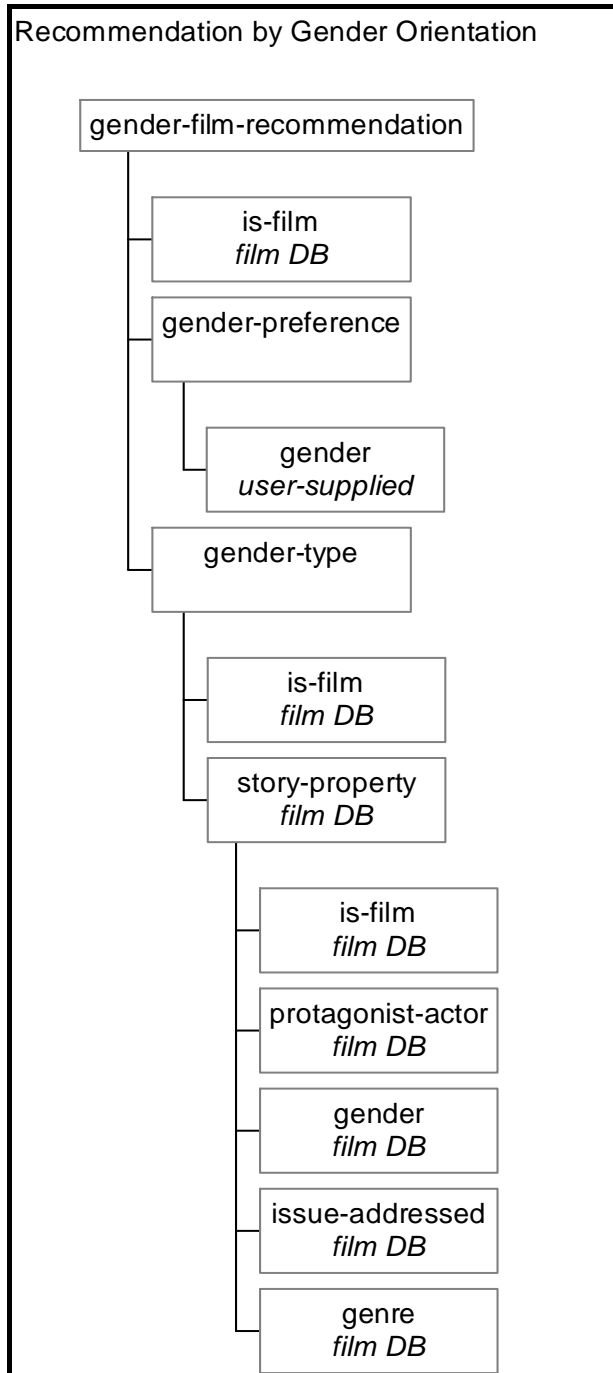 Recommendation by Gender Orientation
gender-film-recommendation
is-film
film DB
gender-preference
gender
user-supplied
gender-type
is-film
film DB
story-property
film DB
is-film
film DB
protagonist-actor
film DB
gender
film DB
issue-addressed
film DB
genre
film DB